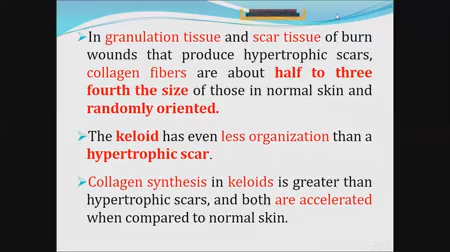 In granulation tissue and scar tissue of burn
wounds that produce hypertrophic scars,
collagen fibers are about half to three
fourth the size of those in normal skin and
randomly oriented.
The keloid has even less organization than a
hypertrophic scar.
Collagen synthesis in keloids is greater than
hypertrophic scars, and both are accelerated
when compared to normal skin.